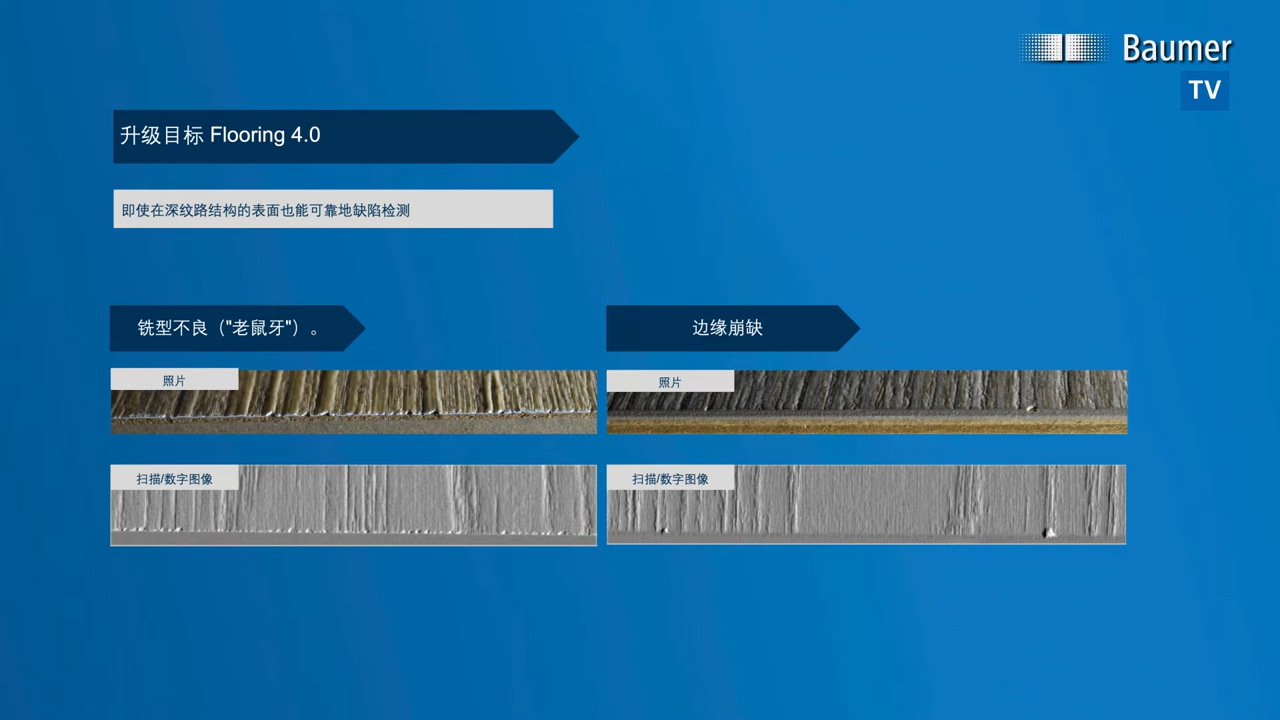 Baumer
TV
升级目标 Flooring 4.0
即使在深纹路结构的表面也能可靠地缺陷检测
铣型不良（"老鼠牙"）。
边缘崩缺
照片
照片
扫描/数字图像
扫描/数字图像